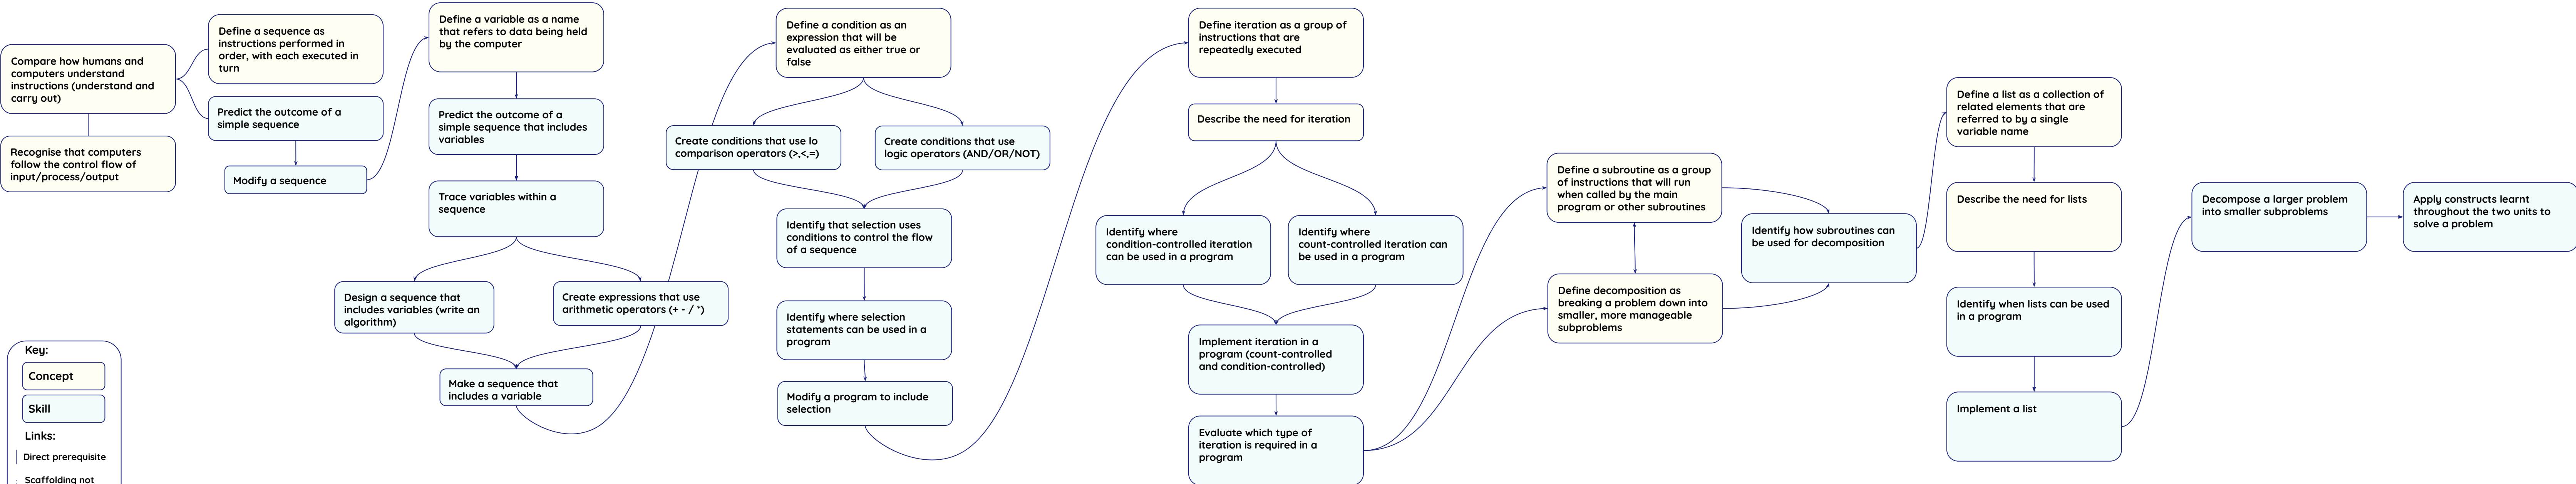 Compare how humans and
computers understand
instructions (understand and
carry out)
Recognise that computers
follow the control flow of
input/process/output
Define a sequence as
instructions performed in
order, with each executed in
turn
Predict the outcome of a
simple sequence
Modify a sequence
Define a variable as a name
that refers to data being held
by the computer
Predict the outcome of a
simple sequence that includes
variables
Trace variables within a
sequence
Design a sequence that
includes variables (write an
algorithm)
Create expressions that use
arithmetic operators (+ - / *)
Make a sequence that
includes a variable
Define a condition as an
expression that will be
evaluated as either true or
false
Create conditions that use lo
comparison operators (>,<,=)
Create conditions that use
logic operators (AND/OR/NOT)
Identify that selection uses
conditions to control the flow
of a sequence
Identify where selection
statements can be used in a
program
Modify a program to include
selection
Define iteration as a group of
instructions that are
repeatedly executed
Describe the need for iteration
Identify where
condition-controlled iteration
can be used in a program
Identify where
count-controlled iteration can
be used in a program
Implement iteration in a
program (count-controlled
and condition-controlled)
Evaluate which type of
iteration is required in a
program
Define a subroutine as a group
of instructions that will run
when called by the main
program or other subroutines
Define decomposition as
breaking a problem down into
smaller, more manageable
subproblems
Identify how subroutines can
be used for decomposition
Define a list as a collection of
related elements that are
referred to by a single
variable name
Describe the need for lists
Identify when lists can be used
in a program
Implement a list
Decompose a larger problem
into smaller subproblems
Apply constructs learnt
throughout the two units to
solve a problem
Key:
Concept
Skill
Links:
Direct prerequisite
Scaffolding not